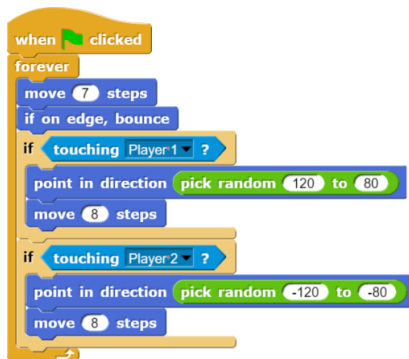 when clicked
forever
move 7 steps
if on edge, bounce
if touching Player1 ?
point in direction pick random 120 to 80
move 8 steps
if touching Player2 ?
point in direction pick random -120 to -80
move 8 steps